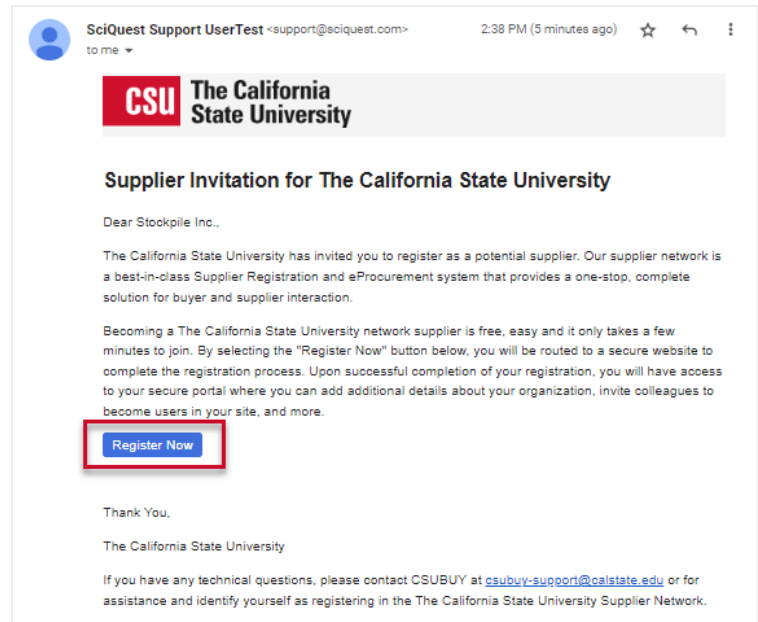 SciQuest Support UserTest <support@sciquest.com> 2:38 PM (5 minutes ago)
to me
CSU The California
State University
Supplier Invitation for The California State University
Dear Stockpile Inc.,
The California State University has invited you to register as a potential supplier. Our supplier network is
a best-in-class Supplier Registration and eProcurement system that provides a one-stop, complete
solution for buyer and supplier interaction.
Becoming a The California State University network supplier is free, easy and it only takes a few
minutes to join. By selecting the "Register Now" button below, you will be routed to a secure website to
complete the registration process. Upon successful completion of your registration, you will have access
to your secure portal where you can add additional details about your organization, invite colleagues to
become users in your site, and more.
Register Now
Thank You,
The California State University
If you have any technical questions, please contact CSUBUY at csubuy-support@calstate.edu or for
assistance and identify yourself as registering in the The California State University Supplier Network.